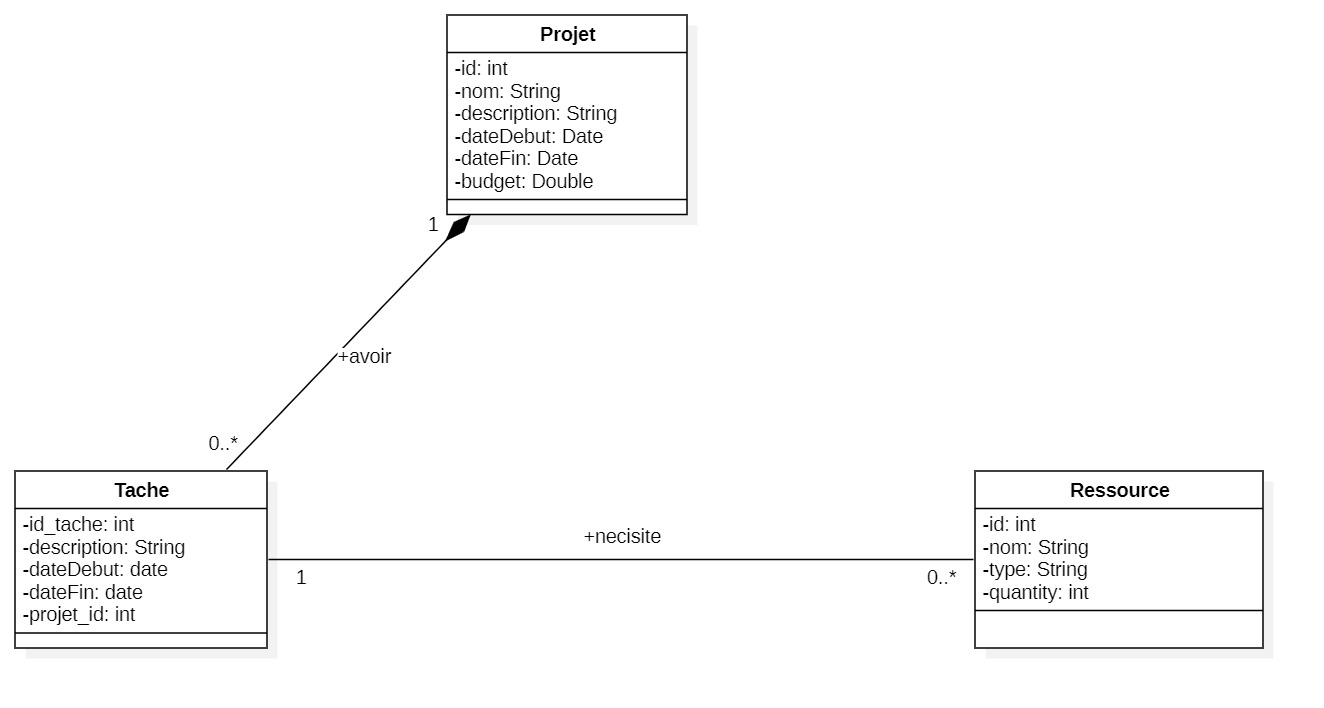 Projet
-id: int
-nom: String
-description: String
-dateDebut: Date
-dateFin: Date
-budget: Double
1
+avoir
0..*
Tache
-id_tache: int
-description: String
-dateDebut: date
-dateFin: date
-projet_id: int
+necisite
1
0..*
Ressource
-id: int
-nom: String
-type: String
-quantity: int